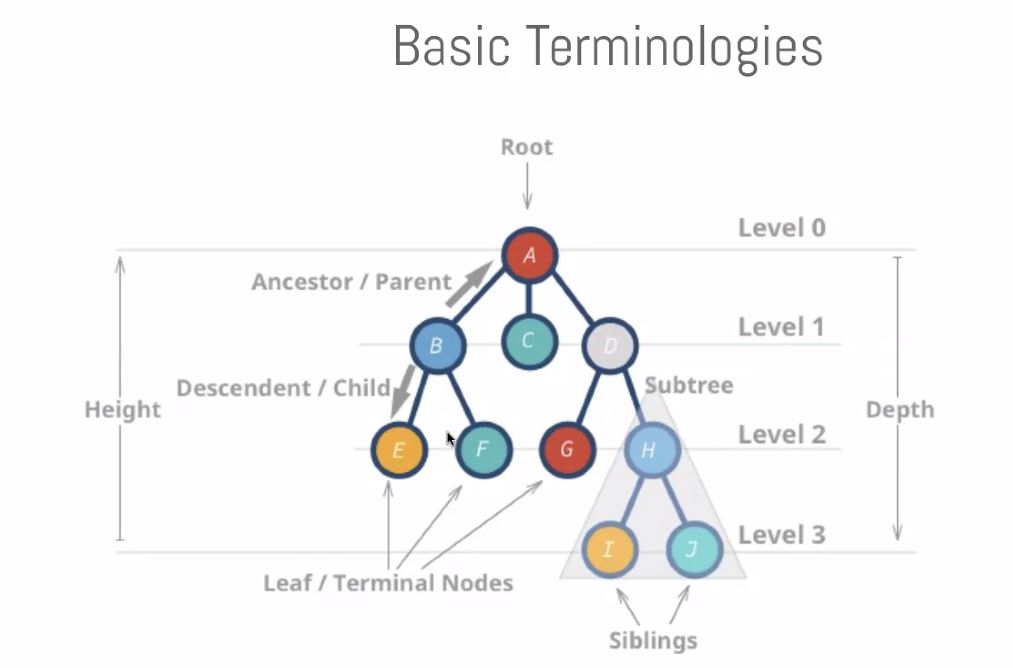 Basic Terminologies
Root
Level 0
A
Ancestor / Parent
Level 1
B
C
D
Descendent / Child
Subtree
Height
Depth
Level 2
E
F
G
H
Level 3
I
J
Leaf / Terminal Nodes
Siblings